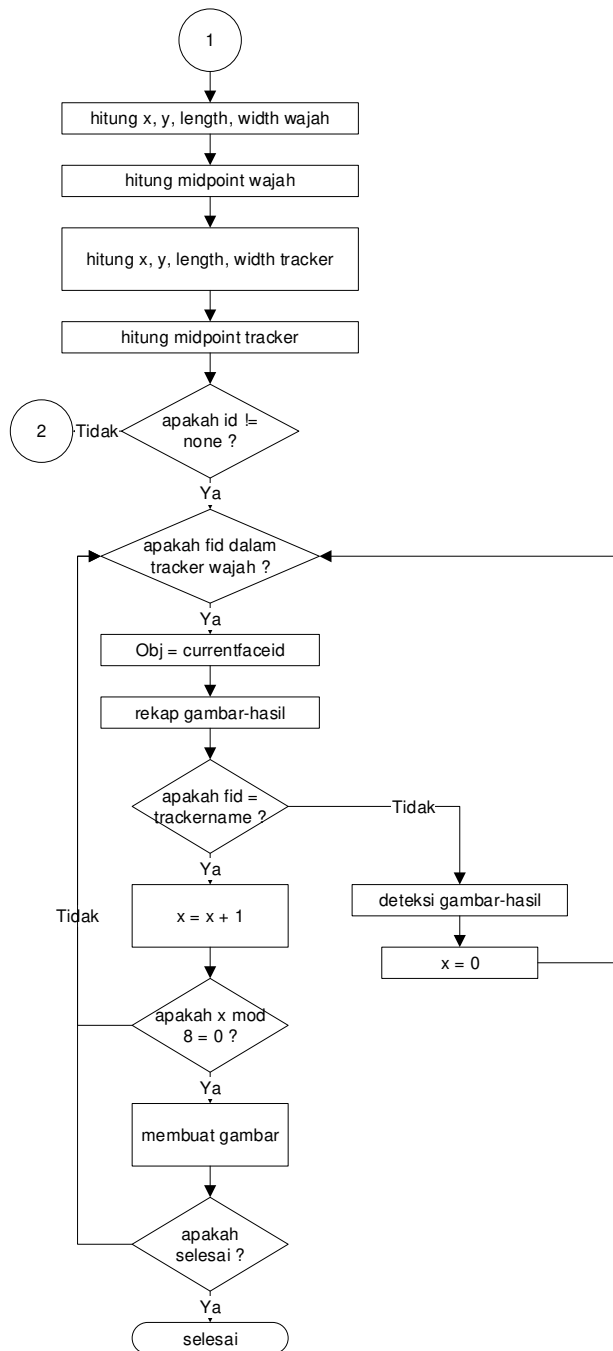 1
hitung x, y, length, width wajah
hitung midpoint wajah
hitung x, y, length, width tracker
hitung midpoint tracker
apakah id !=
none ?
2
Tidak
Ya
apakah fid dalam
tracker wajah ?
Ya
Obj = currentfaceid
rekap gambar-hasil
apakah fid =
trackername ?
Tidak
Ya
x = x + 1
deteksi gambar-hasil
Tidak
x = 0
apakah x mod
8 = 0 ?
Ya
membuat gambar
apakah
selesai ?
Ya
selesai